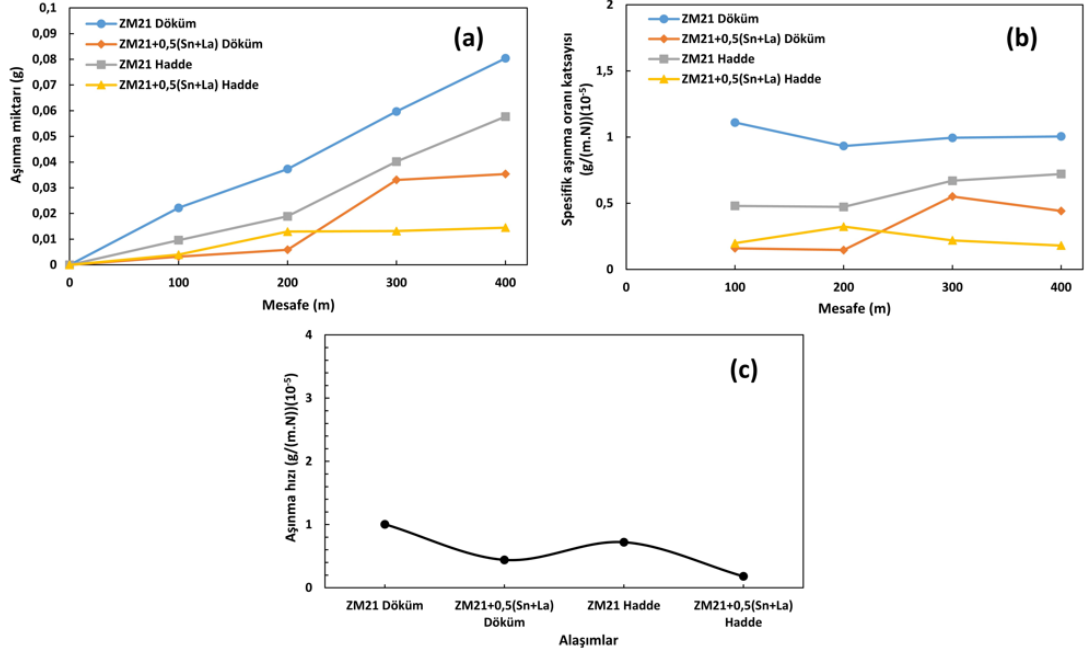 (a)
ZM21 Döküm
ZM21+0,5(Sn+La) Döküm
ZM21 Hadde
ZM21+0,5(Sn+La) Hadde
Aşınma miktarı (g)
0,1
0,09
0,08
0,07
0,06
0,05
0,04
0,03
0,02
0,01
0
0 100 200 300 400
Mesafe (m)
(b)
ZM21 Döküm
ZM21+0,5(Sn+La) Döküm
ZM21 Hadde
ZM21+0,5(Sn+La) Hadde
Spesifik aşınma oranı katsayısı
(g/(m.N))(10⁻⁵)
2
1,5
1
0,5
0
0 100 200 300 400
Mesafe (m)
(c)
Aşınma hızı (g/(m.N))(10⁻⁵)
4
3
2
1
0
ZM21 Döküm ZM21+0,5(Sn+La) ZM21 Hadde ZM21+0,5(Sn+La)
Döküm Hadde
Alaşımlar